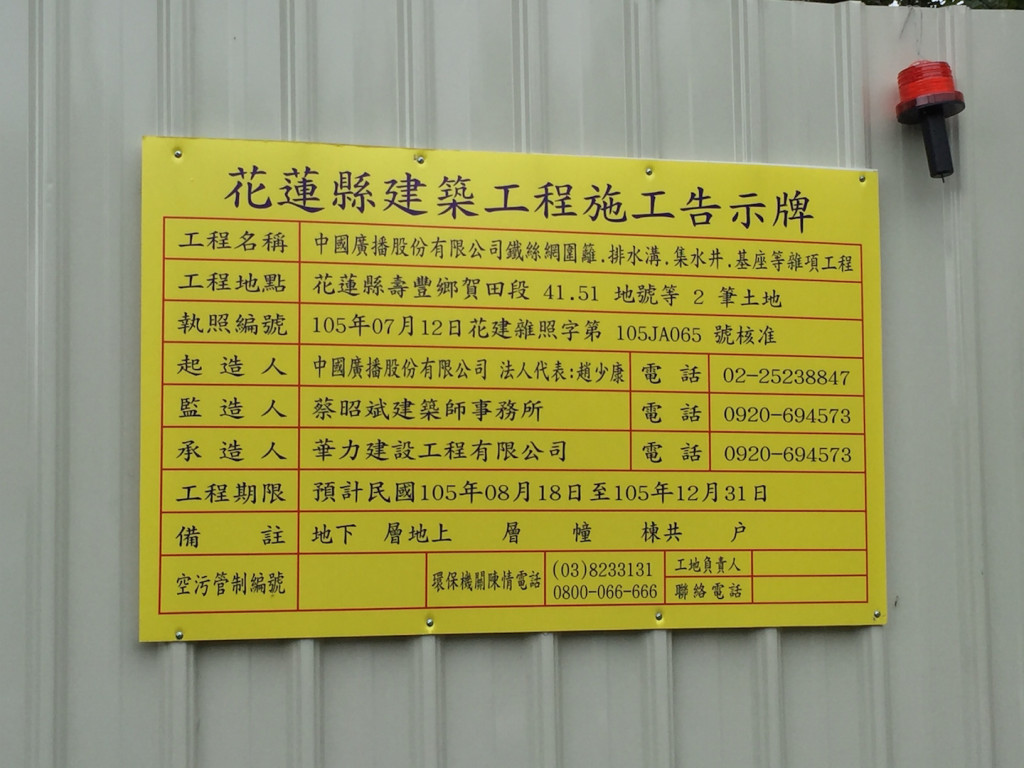 花蓮縣建築工程施工告示牌
工程名稱 中國廣播股份有限公司鐵絲網圍籬.排水溝.集水井.基座等雜項工程
工程地點 花蓮縣壽豐鄉賀田段 41.51 地號等 2 筆土地
執照編號 105年07月12日花建雜照字第 105JA065 號核准
起造人 中國廣播股份有限公司 法人代表:趙少康 電話 02-25238847
監造人 蔡昭斌建築師事務所 電話 0920-694573
承造人 華力建設工程有限公司 電話 0920-694573
工程期限 預計民國105年08月18日至105年12月31日
備註 地下 層地上 層 幢 棟共 戶
空污管制編號 環保機關陳情電話 (03)8233131 工地負責人
0800-066-666 聯絡電話